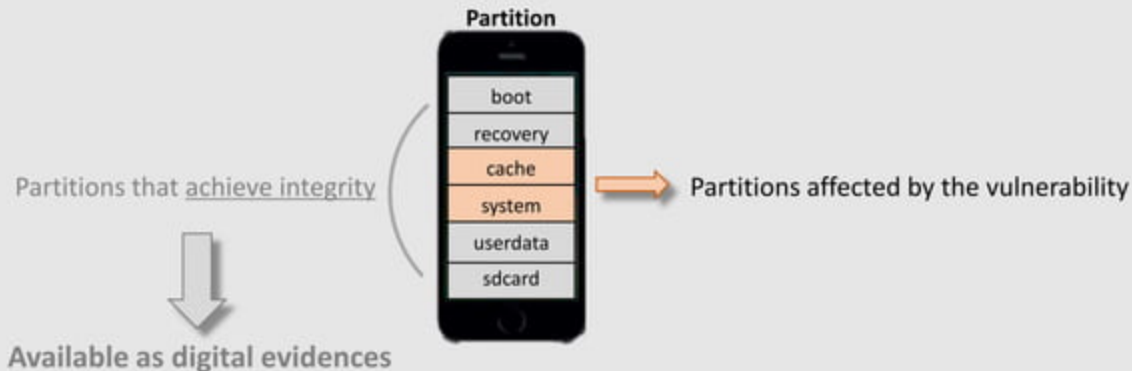 Partition
boot
recovery
cache
system
userdata
sdcard
Partitions that achieve integrity
Partitions affected by the vulnerability
Available as digital evidences